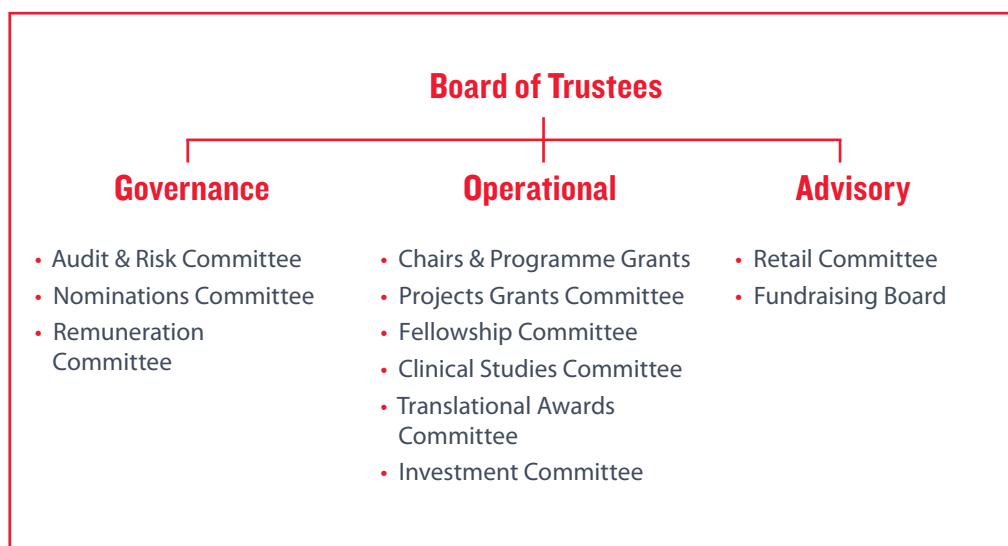 Board of Trustees
Governance
• Audit & Risk Committee
• Nominations Committee
• Remuneration
Committee
Operational
• Chairs & Programme Grants
• Projects Grants Committee
• Fellowship Committee
• Clinical Studies Committee
• Translational Awards
Committee
• Investment Committee
Advisory
• Retail Committee
• Fundraising Board